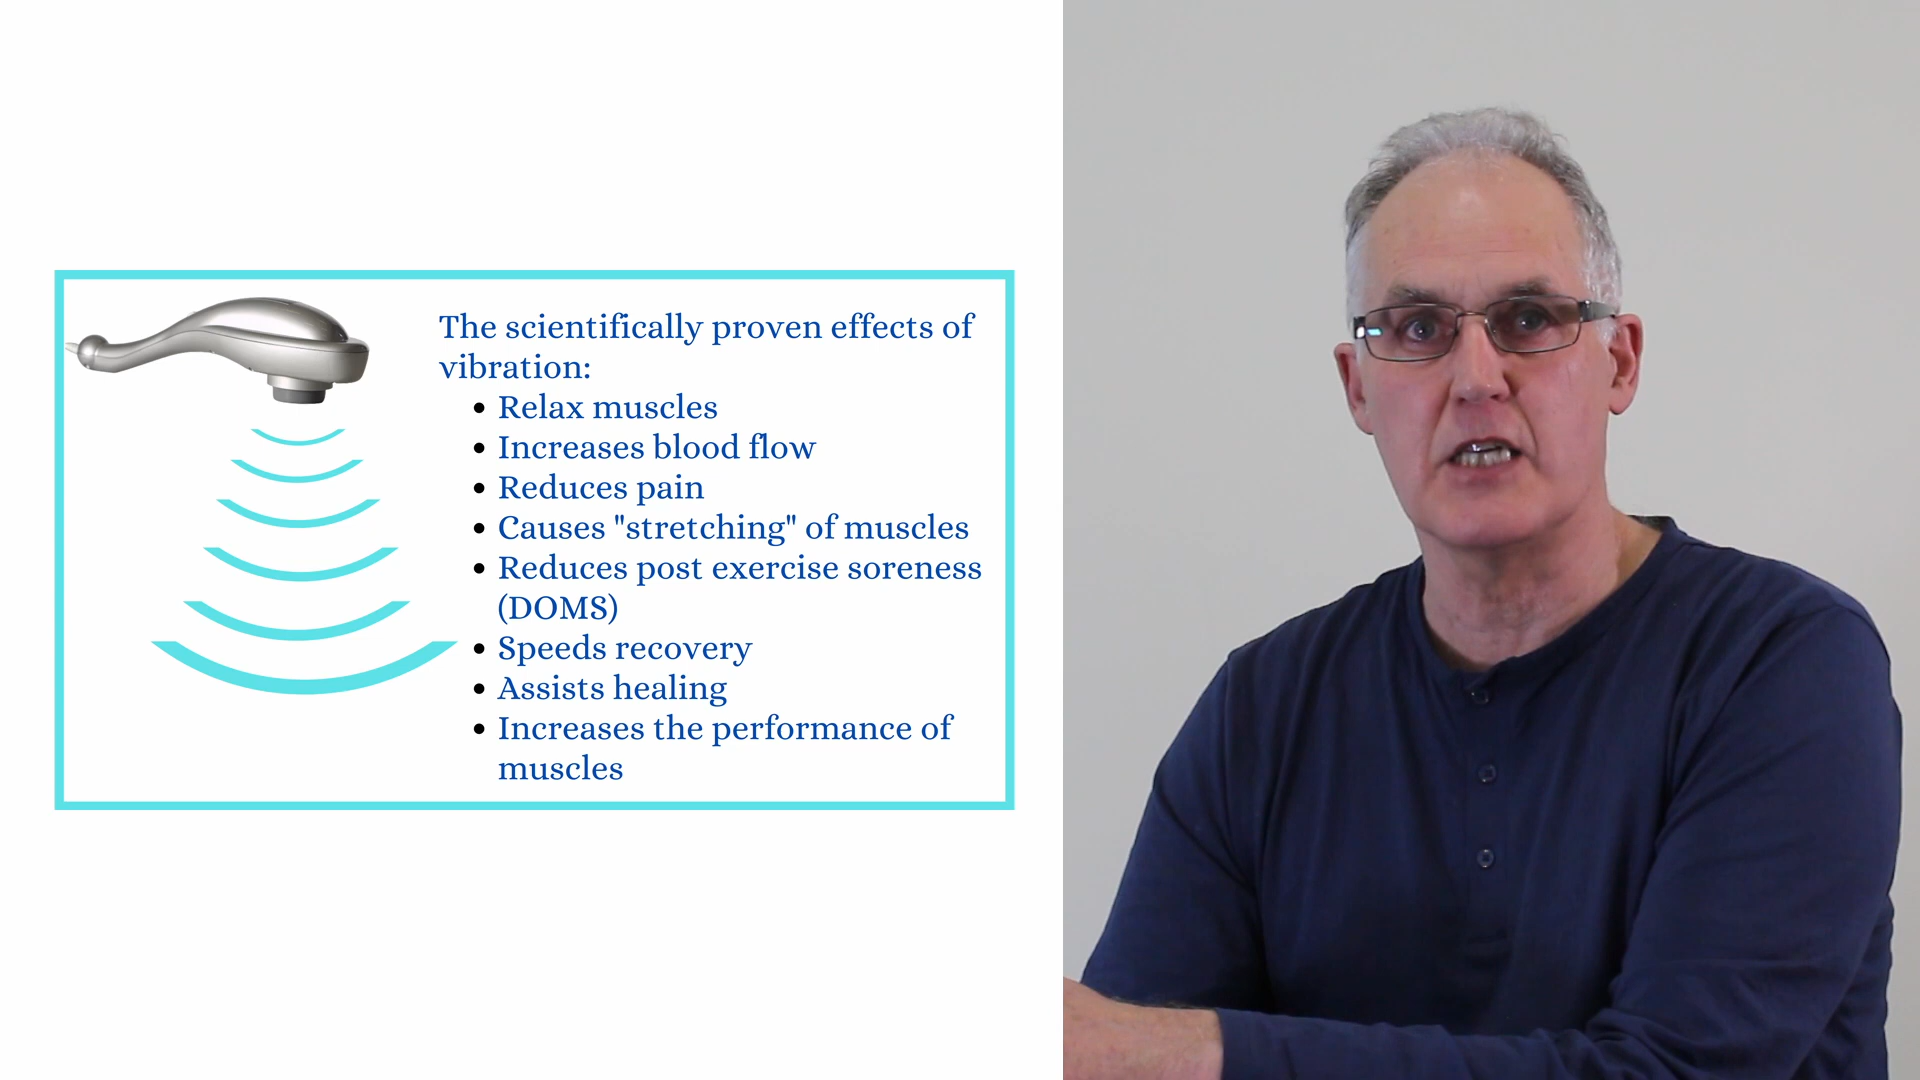 The scientifically proven effects of
vibration:
• Relax muscles
• Increases blood flow
• Reduces pain
• Causes "stretching" of muscles
• Reduces post exercise soreness
(DOMS)
• Speeds recovery
• Assists healing
• Increases the performance of
muscles